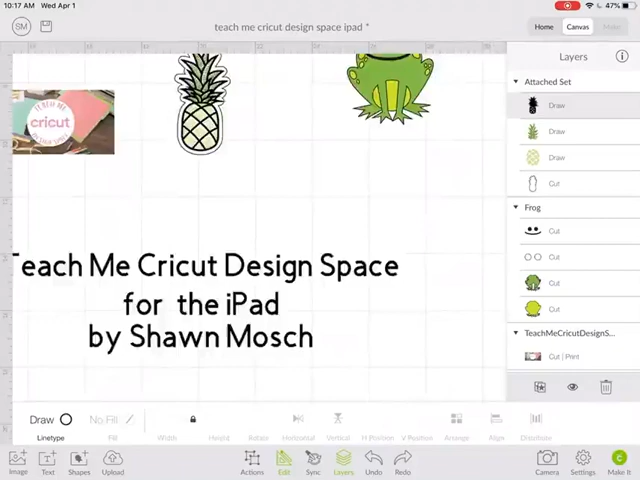 10:17 AM Wed Apr 1
47%
SM
teach me cricut design space ipad *
Home
Canvas
Make
Layers
Attached Set
Draw
Draw
Draw
Cut
Frog
Cut
Cut
Cut
Cut
TeachMeCricutDesignS...
Cut | Print
TEACH ME
cricut
Teach Me Cricut Design Space
for the iPad
by Shawn Mosch
Draw
No Fill
Linetype
Fill
Width
Height
Rotate
Horizontal
Vertical
H Position
V Position
Arrange
Align
Distribute
Image
Text
Shapes
Upload
Actions
Edit
Sync
Layers
Undo
Redo
Camera
Settings
Make It